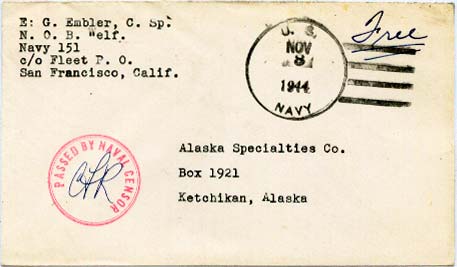 E: G. Embler, C. Sp.
N. O. B. Welf.
Navy 151
c/o Fleet P. O.
San Francisco, Calif.
U. S.
NOV
8
1944
NAVY
Free
Alaska Specialties Co.
Box 1921
Ketchikan, Alaska
PASSED BY NAVAL CENSOR